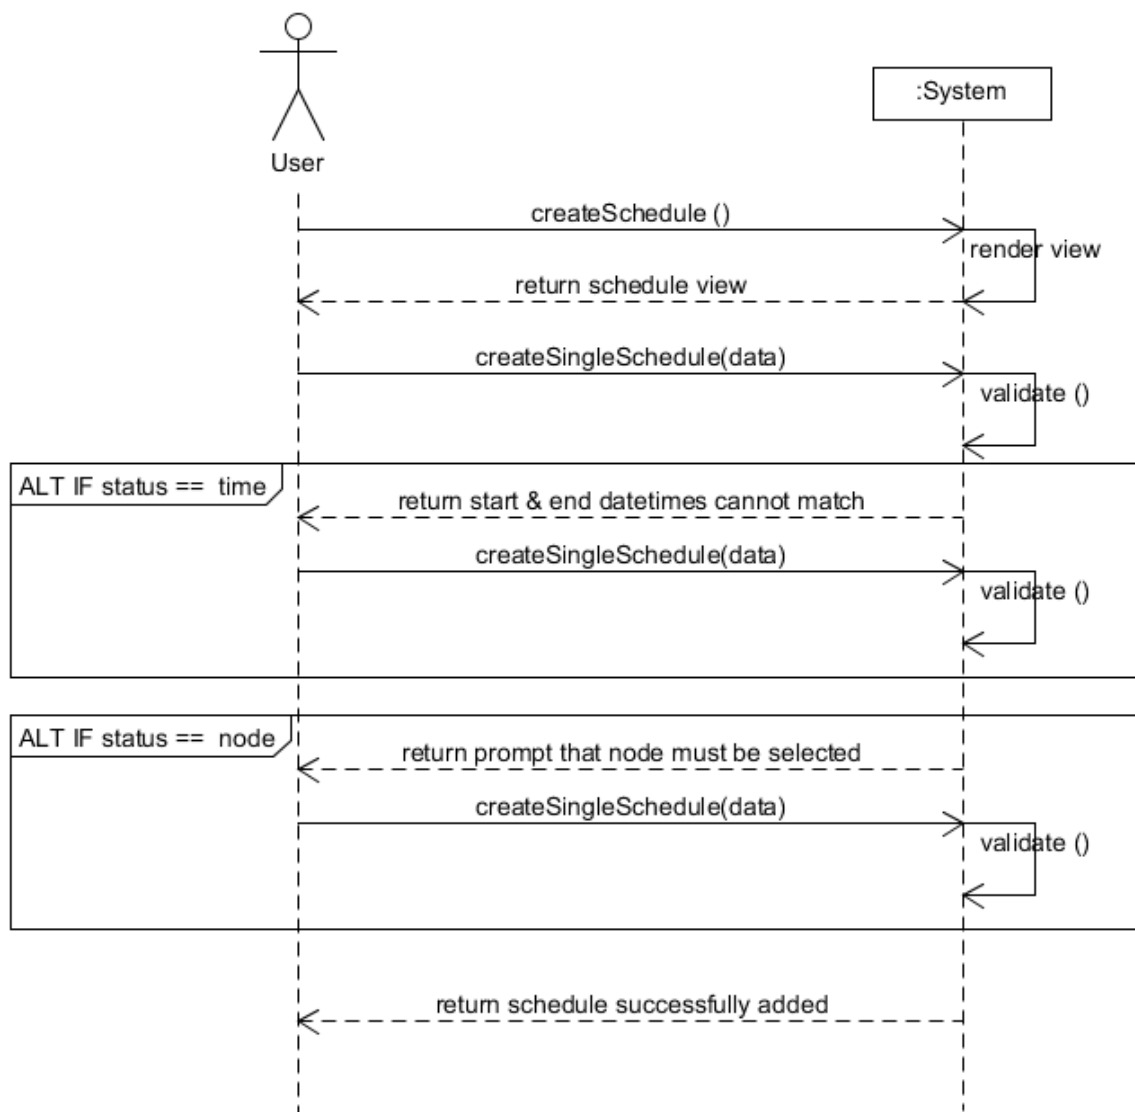 :System
User
createSchedule ()
render view
return schedule view
createSingleSchedule(data)
validate ()
ALT IF status == time
return start & end datetimes cannot match
createSingleSchedule(data)
validate ()
ALT IF status == node
return prompt that node must be selected
createSingleSchedule(data)
validate ()
return schedule successfully added